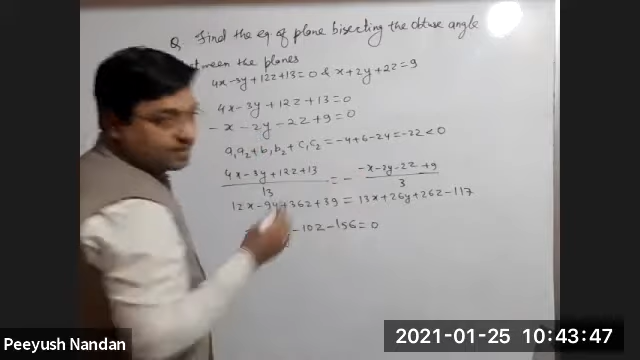 Q Find the eq of plane bisecting the obtuse angle
between the planes
4x-3y+12z+13=0 & x+2y+2z=9
4x-3y+12z+13=0
-x-2y-2z+9=0
a₁a₂+b₁b₂+c₁c₂=-4+6-24=-22<0
4x-3y+12z+13 / 13 = - -x-2y-2z+9 / 3
12x-9y+36z+39=13x+26y+26z-117
-10z-156=0
Peeyush Nandan
2021-01-25 10:43:47